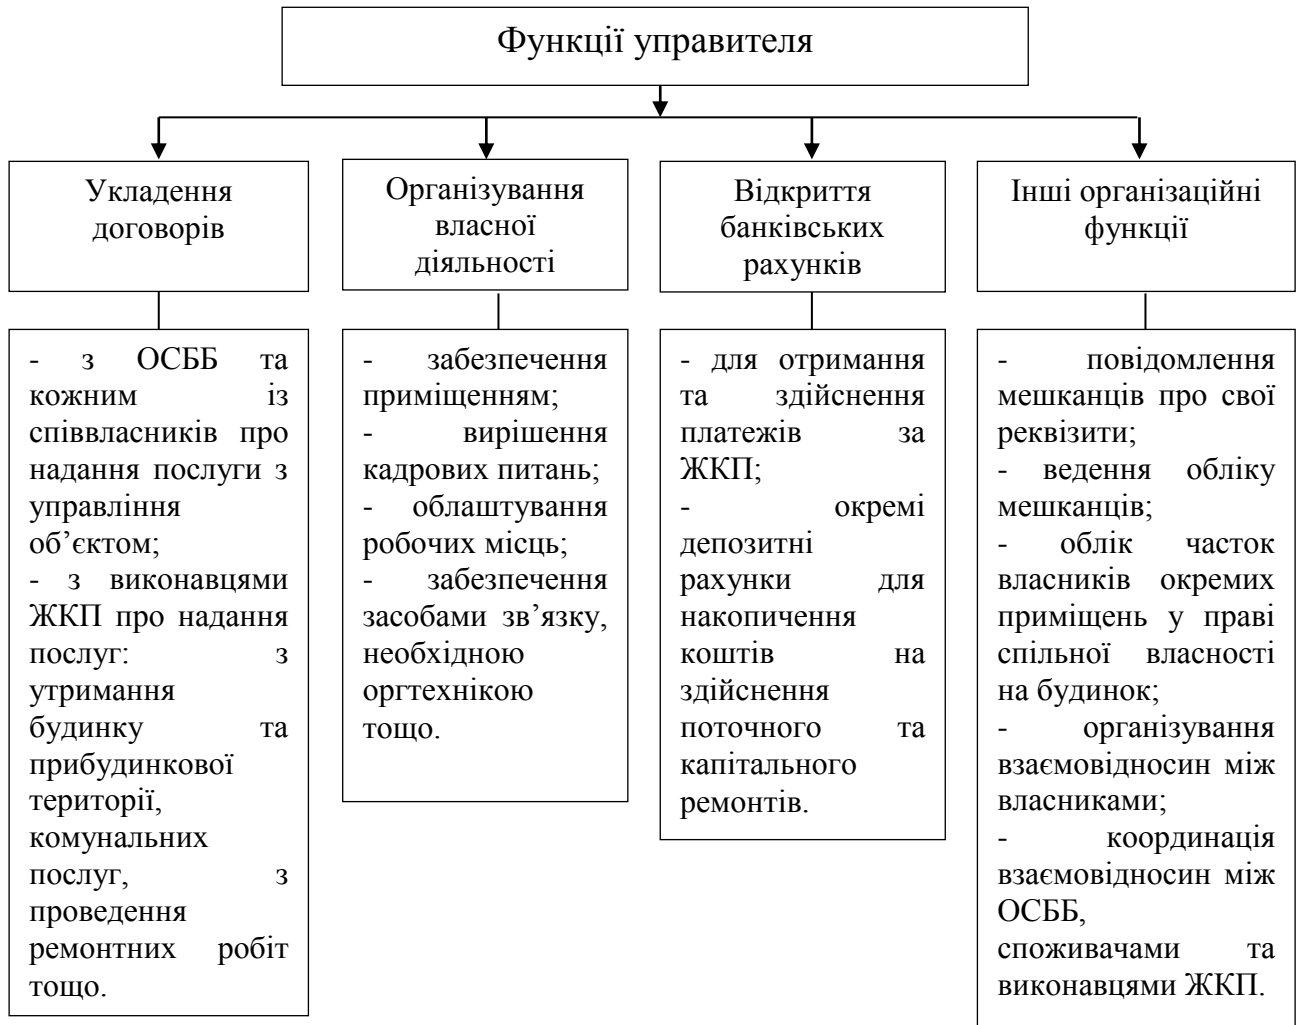 Функції управителя
Укладення
договорів
Організування
власної
діяльності
Відкриття
банківських
рахунків
Інші організаційні
функції
- з ОСББ та
кожним із
співвласників про
надання послуги з
управління
об’єктом;
- з виконавцями
ЖКП про надання
послуг: з
утримання
будинку та
прибудинкової
території,
комунальних
послуг, з
проведення
ремонтних робіт
тощо.
- забезпечення
приміщенням;
- вирішення
кадрових питань;
- облаштування
робочих місць;
- забезпечення
засобами зв’язку,
необхідною
оргтехнікою
тощо.
- для отримання
та здійснення
платежів за
ЖКП;
- окремі
депозитні
рахунки для
накопичення
коштів на
здійснення
поточного та
капітального
ремонтів.
- повідомлення
мешканців про свої
реквізити;
- ведення обліку
мешканців;
- облік часток
власників окремих
приміщень у праві
спільної власності
на будинок;
- організування
взаємовідносин між
власниками;
- координація
взаємовідносин між
ОСББ,
споживачами та
виконавцями ЖКП.